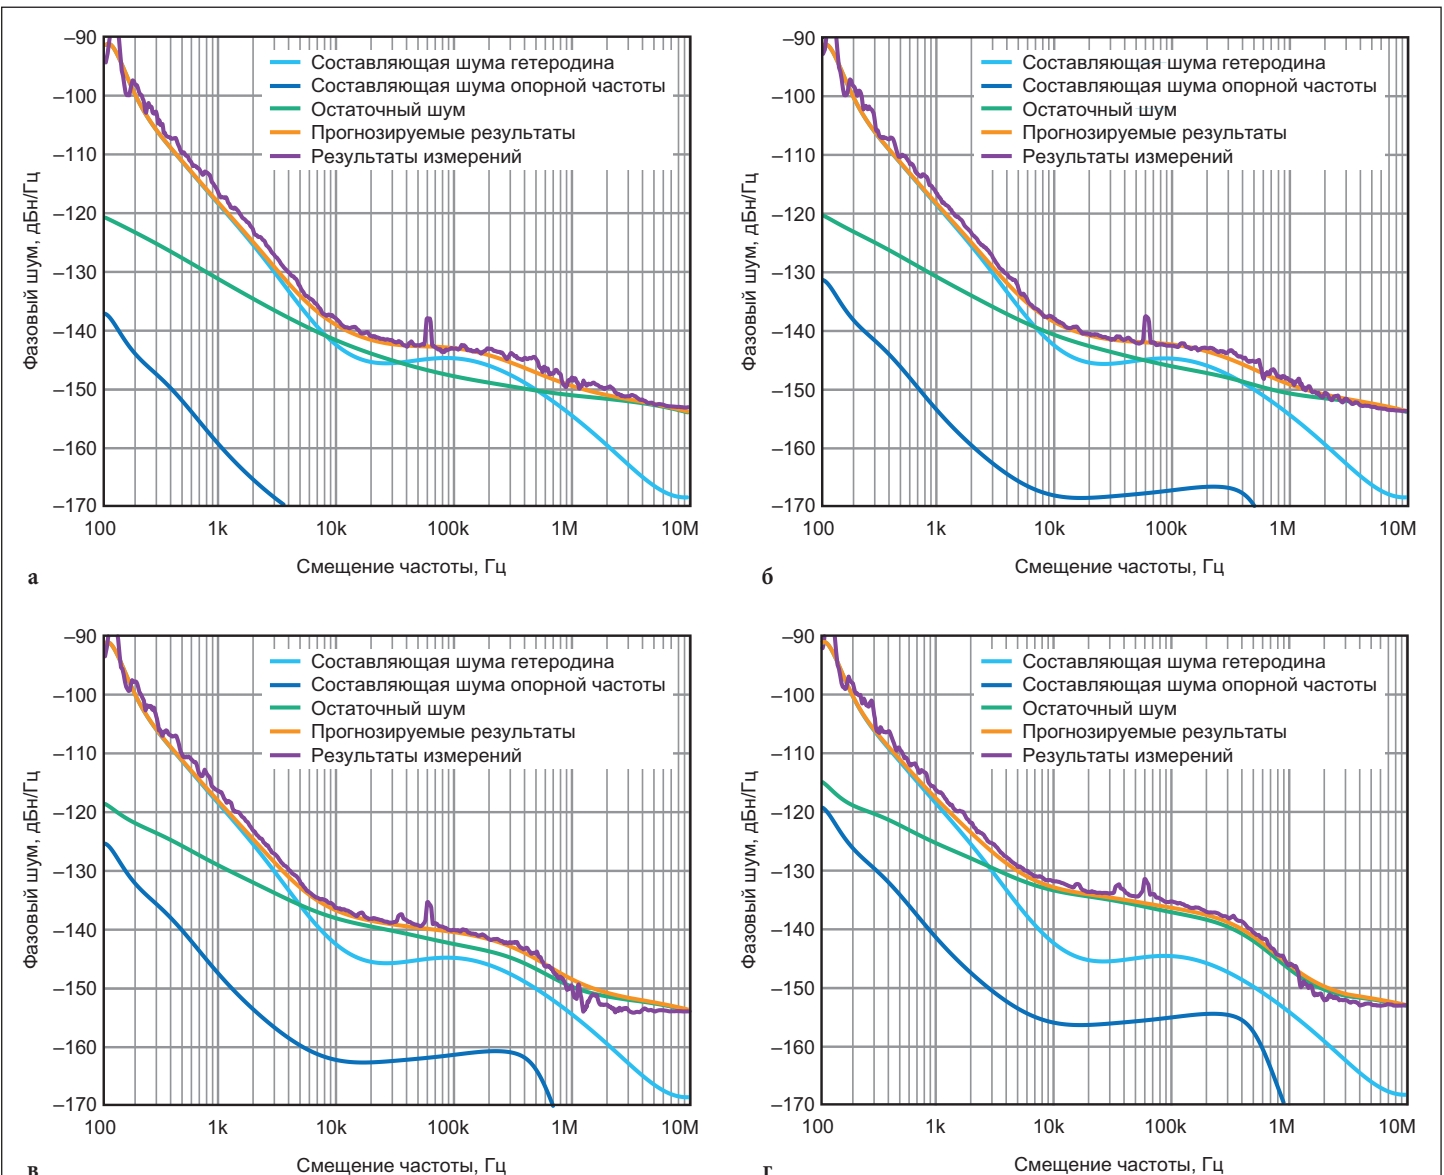 –90
–100
–110
–120
–130
–140
–150
–160
–170
Фазовый шум, дБн/Гц
Составляющая шума гетеродина
Составляющая шума опорной частоты
Остаточный шум
Прогнозируемые результаты
Результаты измерений
100
1k
10k
100k
1M
10M
Смещение частоты, Гц
а
–90
–100
–110
–120
–130
–140
–150
–160
–170
Фазовый шум, дБн/Гц
Составляющая шума гетеродина
Составляющая шума опорной частоты
Остаточный шум
Прогнозируемые результаты
Результаты измерений
100
1k
10k
100k
1M
10M
Смещение частоты, Гц
б
–90
–100
–110
–120
–130
–140
–150
–160
–170
Фазовый шум, дБн/Гц
Составляющая шума гетеродина
Составляющая шума опорной частоты
Остаточный шум
Прогнозируемые результаты
Результаты измерений
100
1k
10k
100k
1M
10M
Смещение частоты, Гц
в
–90
–100
–110
–120
–130
–140
–150
–160
–170
Фазовый шум, дБн/Гц
Составляющая шума гетеродина
Составляющая шума опорной частоты
Остаточный шум
Прогнозируемые результаты
Результаты измерений
100
1k
10k
100k
1M
10M
Смещение частоты, Гц
г